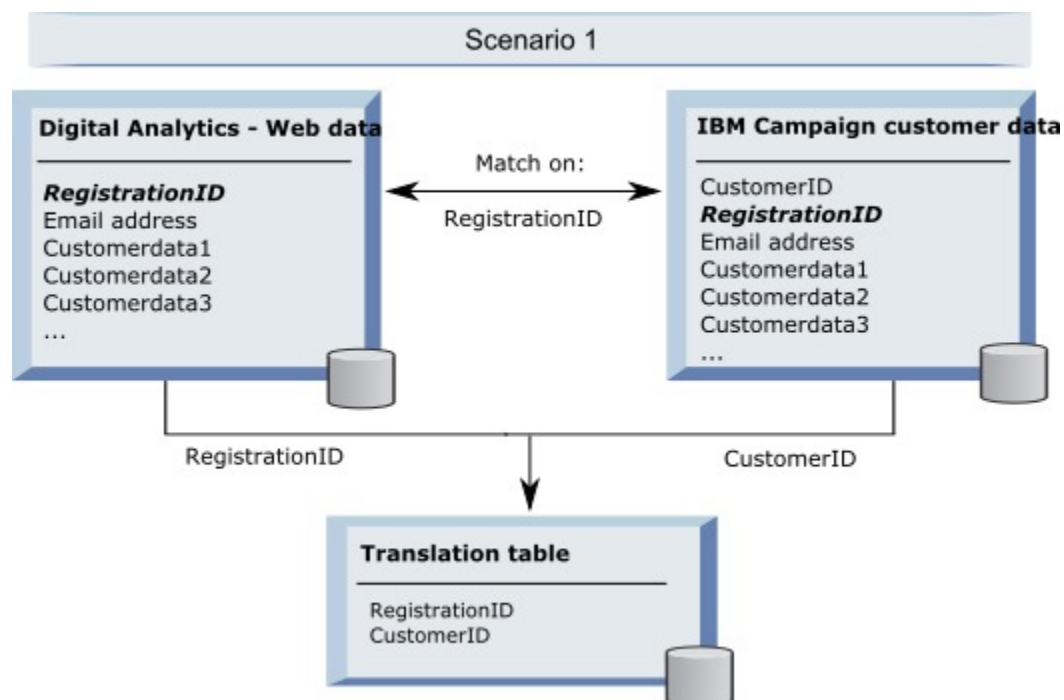 Scenario 1
Digital Analytics - Web data
RegistrationID
Email address
Customerdata1
Customerdata2
Customerdata3
...
Match on:
RegistrationID
IBM Campaign customer data
CustomerID
RegistrationID
Email address
Customerdata1
Customerdata2
Customerdata3
...
RegistrationID
CustomerID
Translation table
RegistrationID
CustomerID